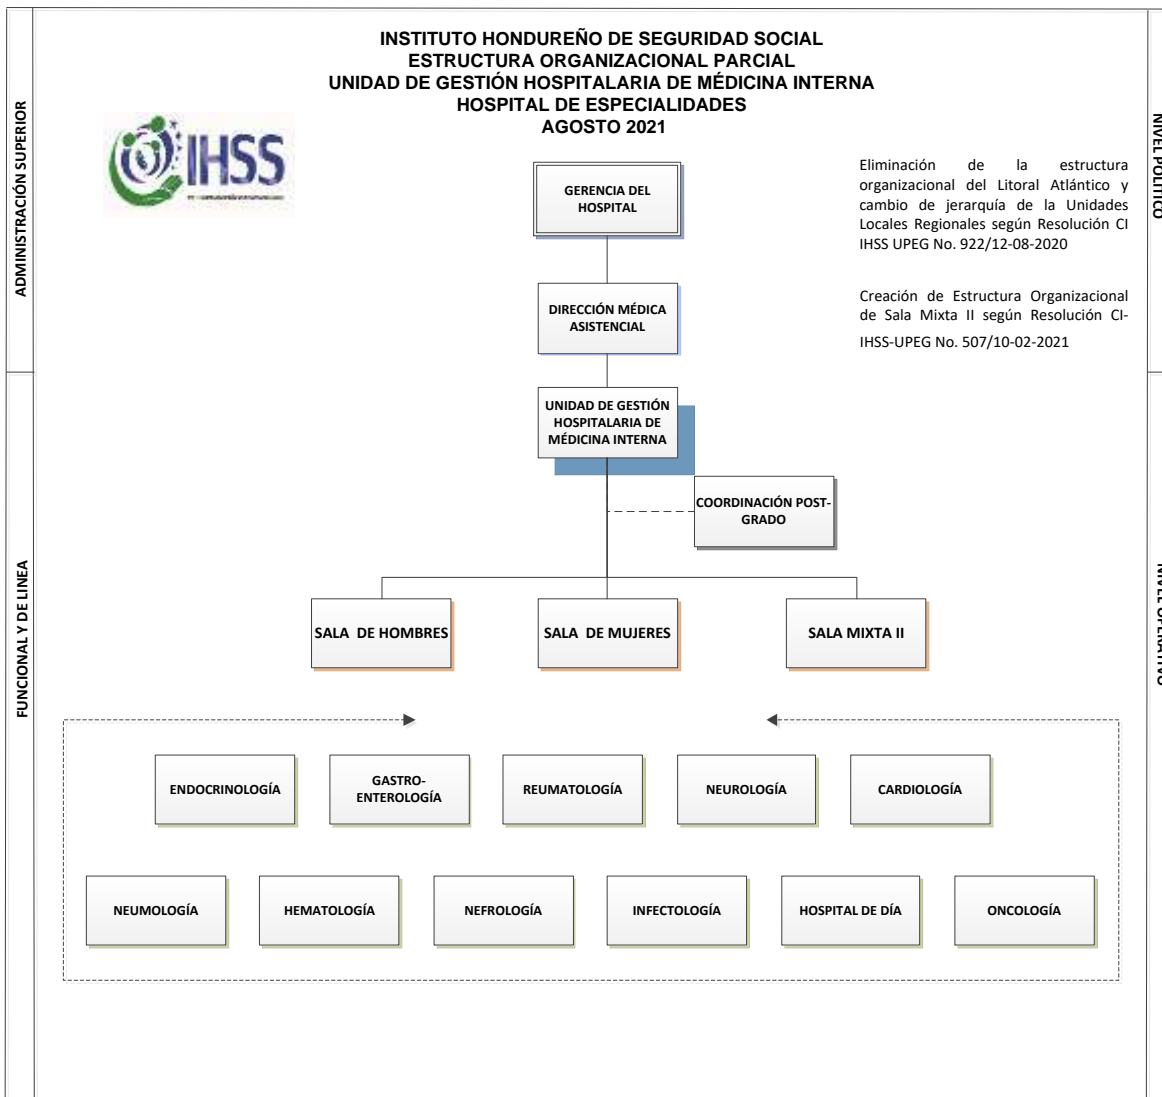 INSTITUTO HONDUREÑO DE SEGURIDAD SOCIAL
ESTRUCTURA ORGANIZACIONAL PARCIAL
UNIDAD DE GESTIÓN HOSPITALARIA DE MÉDICINA INTERNA
HOSPITAL DE ESPECIALIDADES
AGOSTO 2021
ADMINISTRACIÓN SUPERIOR
NIVEL POLITICO
IHSS
GERENCIA DEL
HOSPITAL
Eliminación de la estructura
organizacional del Litoral Atlántico y
cambio de jerarquía de la Unidades
Locales Regionales según Resolución CI
IHSS UPEG No. 922/12-08-2020
Creación de Estructura Organizacional
de Sala Mixta II según Resolución CI-
IHSS-UPEG No. 507/10-02-2021
DIRECCIÓN MÉDICA
ASISTENCIAL
UNIDAD DE GESTIÓN
HOSPITALARIA DE
MÉDICINA INTERNA
COORDINACIÓN POST-
GRADO
FUNCIONAL Y DE LINEA
NIVEL OPERATIVO
SALA DE HOMBRES
SALA DE MUJERES
SALA MIXTA II
ENDOCRINOLOGÍA
GASTRO-
ENTEROLOGÍA
REUMATOLOGÍA
NEUROLOGÍA
CARDIOLOGÍA
NEUMOLOGÍA
HEMATOLOGÍA
NEFROLOGÍA
INFECTOLOGÍA
HOSPITAL DE DÍA
ONCOLOGÍA